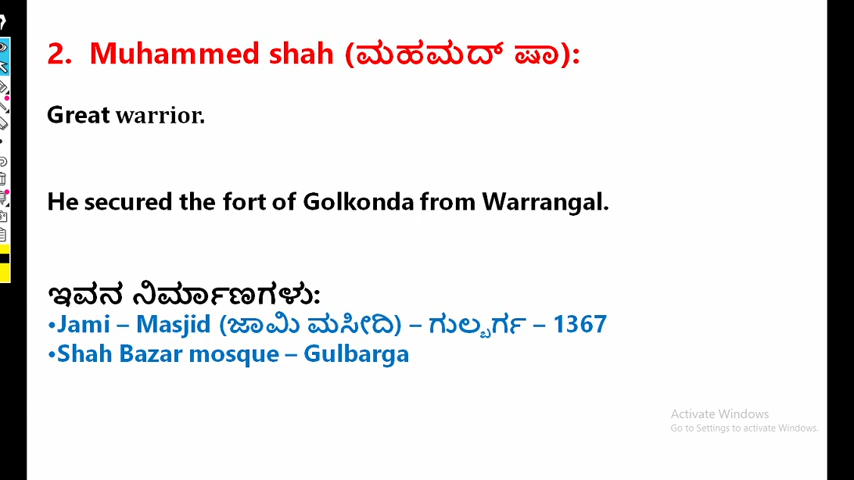 2. Muhammed shah (ಮಹಮದ್ ಷಾ):
Great warrior.
He secured the fort of Golkonda from Warrangal.
ಇವನ ನಿರ್ಮಾಣಗಳು:
•Jami – Masjid (ಜಾಮಿ ಮಸೀದಿ) – ಗುಲ್ಬರ್ಗ – 1367
•Shah Bazar mosque – Gulbarga
Activate Windows
Go to Settings to activate Windows.